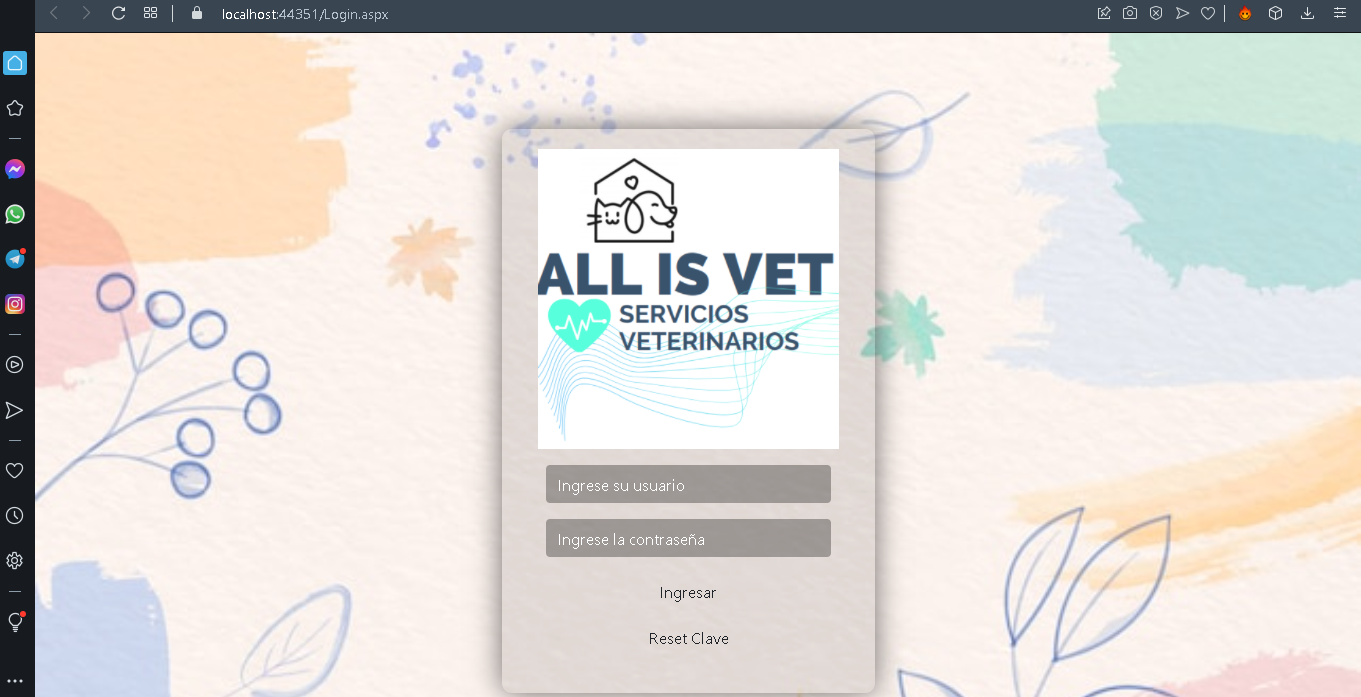 localhost:44351/Login.aspx
ALL IS VET
SERVICIOS
VETERINARIOS
Ingrese su usuario
Ingrese la contraseña
Ingresar
Reset Clave